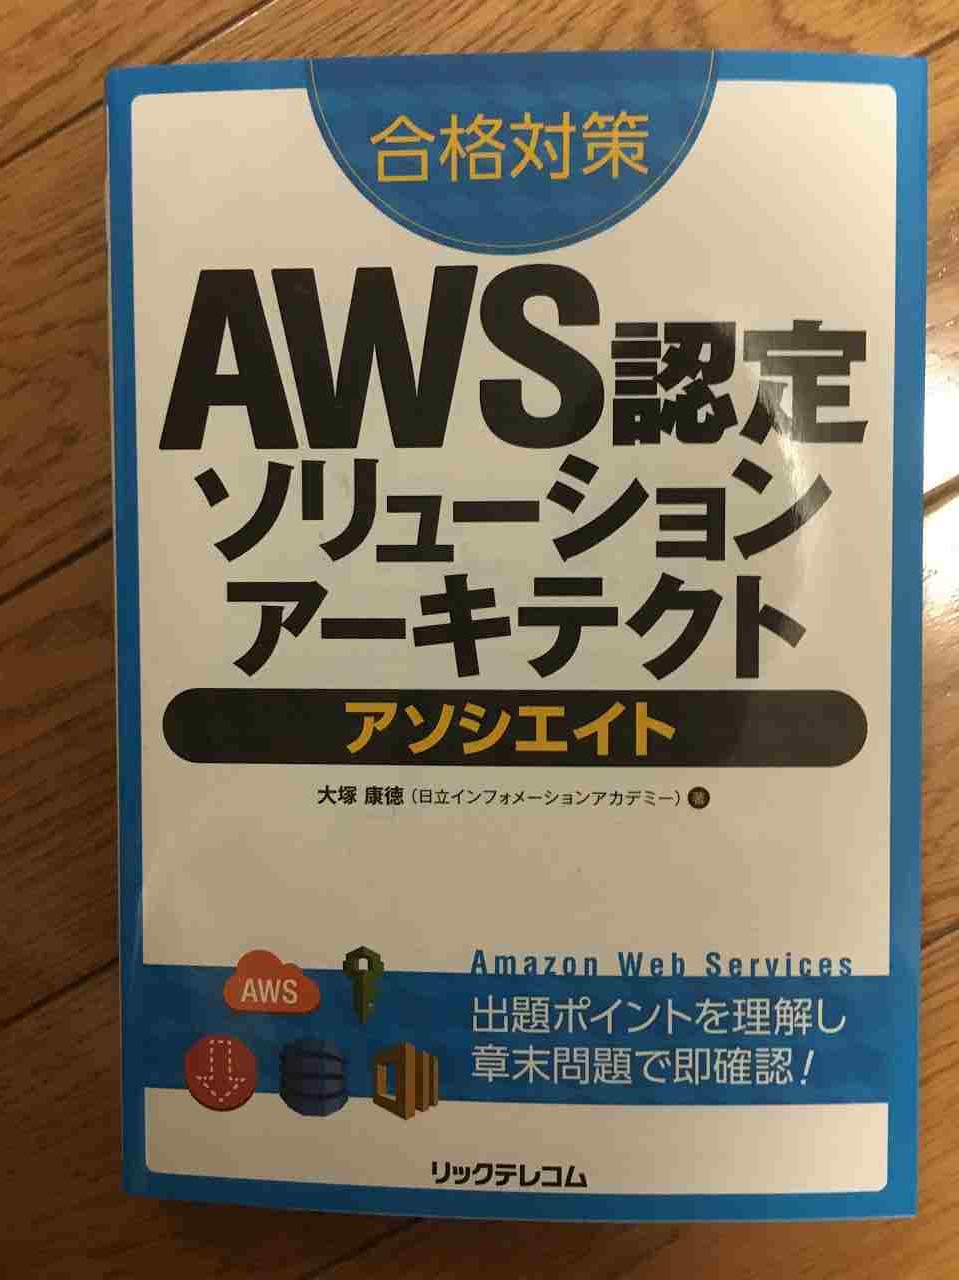 合格対策
AWS認定
ソリューション
アーキテクト
アソシエイト
大塚 康徳（日立インフォメーションアカデミー）著
Amazon Web Services
AWS
出題ポイントを理解し
章末問題で即確認！
リックテレコム